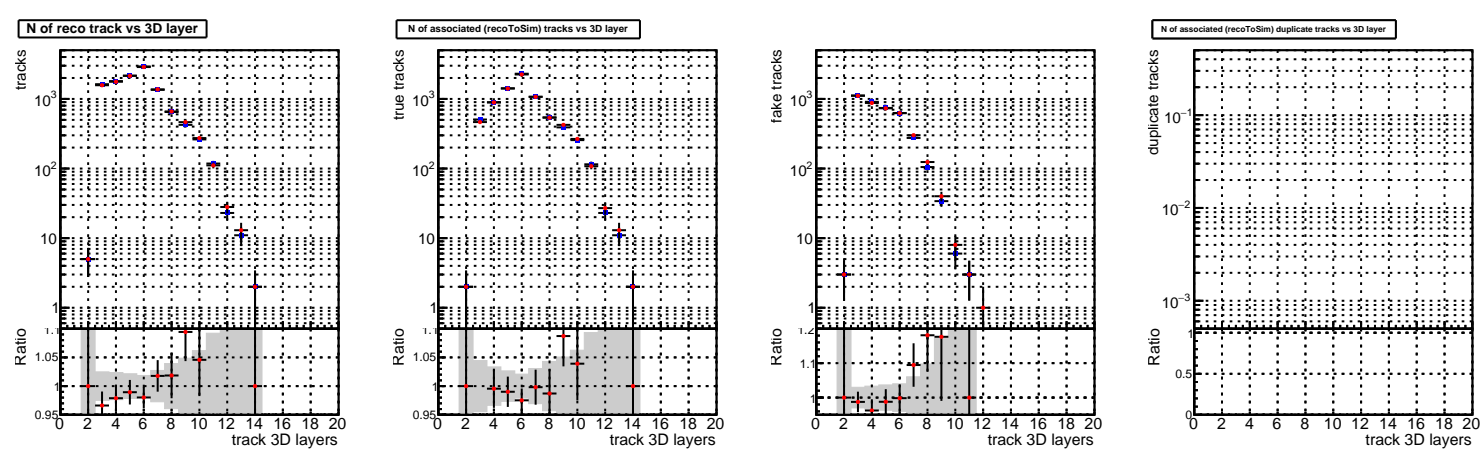 N of reco track vs 3D layer
tracks
10³
10²
10
1
Ratio
1.1
1.05
1
0.95
0 2 4 6 8 10 12 14 16 18 20
track 3D layers
N of associated (recoToSim) tracks vs 3D layer
true tracks
10³
10²
10
1
Ratio
1.1
1.05
1
0.95
0 2 4 6 8 10 12 14 16 18 20
track 3D layers
fake tracks
10³
10²
10
1
Ratio
1.2
1.1
1
0 2 4 6 8 10 12 14 16 18 20
track 3D layers
N of associated (recoToSim) duplicate tracks vs 3D layer
duplicate tracks
10⁻¹
10⁻²
10⁻³
Ratio
1
0.5
0
0 2 4 6 8 10 12 14 16 18 20
track 3D layers